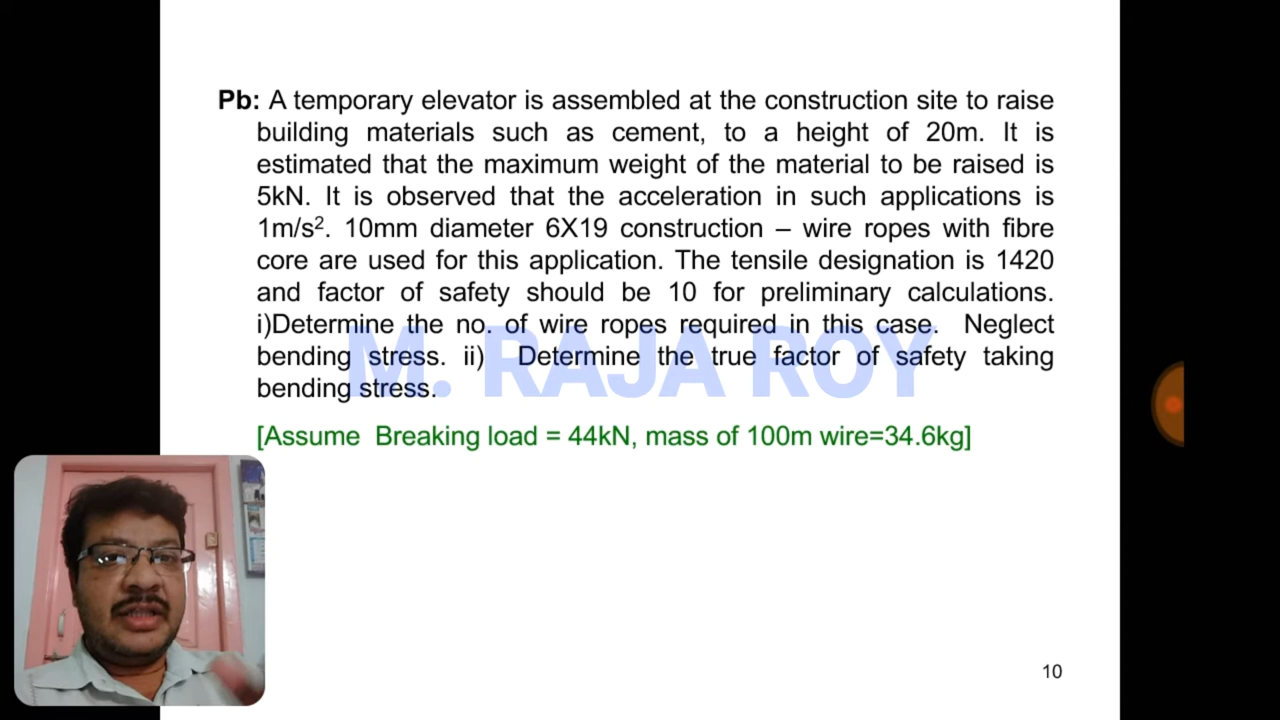 Pb: A temporary elevator is assembled at the construction site to raise
building materials such as cement, to a height of 20m. It is
estimated that the maximum weight of the material to be raised is
5kN. It is observed that the acceleration in such applications is
1m/s². 10mm diameter 6X19 construction – wire ropes with fibre
core are used for this application. The tensile designation is 1420
and factor of safety should be 10 for preliminary calculations.
i)Determine the no. of wire ropes required in this case. Neglect
bending stress. ii) Determine the true factor of safety taking
bending stress.
M. RAJA ROY
[Assume Breaking load = 44kN, mass of 100m wire=34.6kg]
10